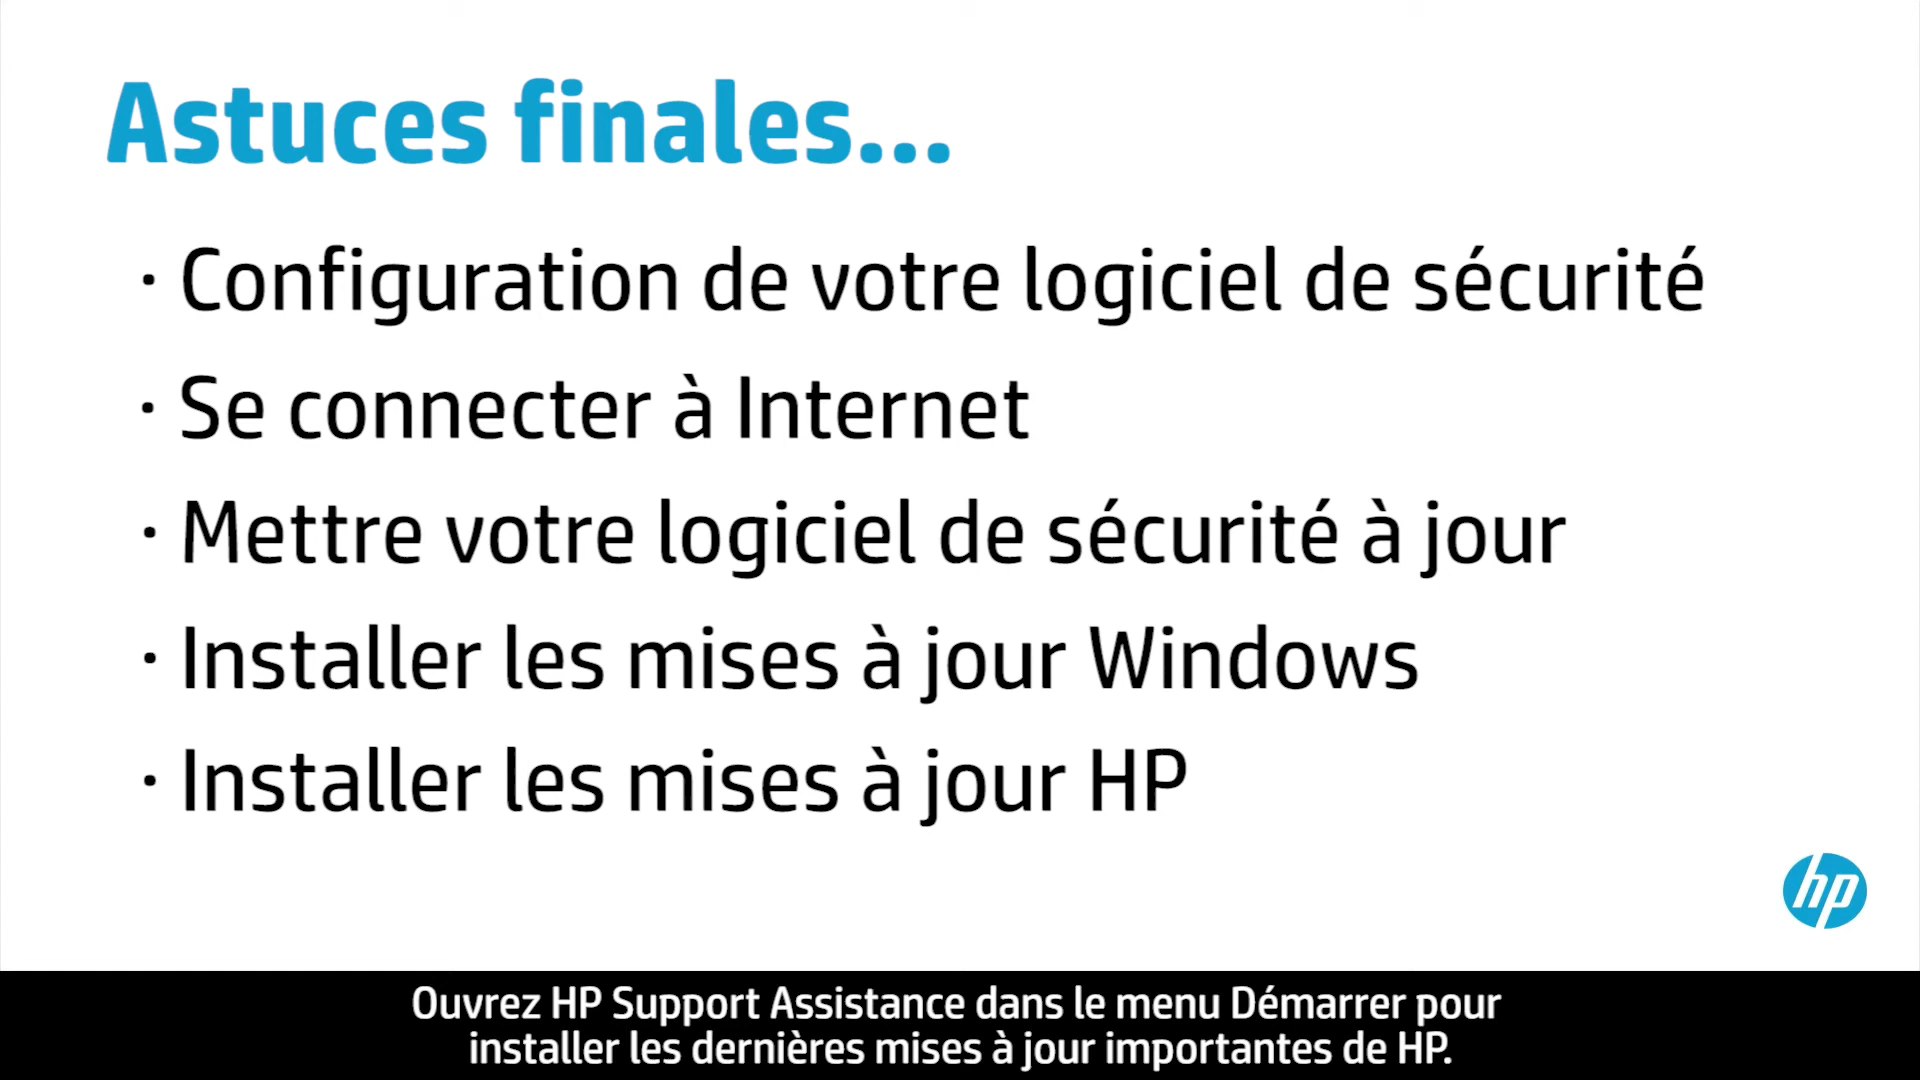 Astuces finales...
· Configuration de votre logiciel de sécurité
· Se connecter à Internet
· Mettre votre logiciel de sécurité à jour
· Installer les mises à jour Windows
· Installer les mises à jour HP
hp
Ouvrez HP Support Assistance dans le menu Démarrer pour
installer les dernières mises à jour importantes de HP.